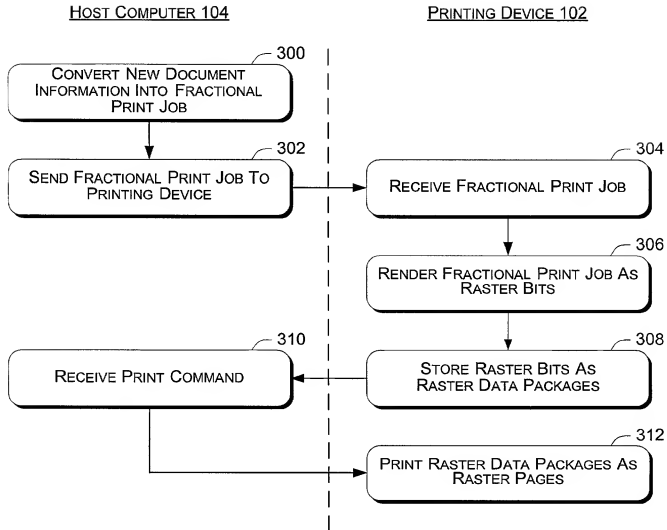 HOST COMPUTER 104
PRINTING DEVICE 102
300
CONVERT NEW DOCUMENT
INFORMATION INTO FRACTIONAL
PRINT JOB
302
SEND FRACTIONAL PRINT JOB TO
PRINTING DEVICE
304
RECEIVE FRACTIONAL PRINT JOB
306
RENDER FRACTIONAL PRINT JOB AS
RASTER BITS
308
STORE RASTER BITS AS
RASTER DATA PACKAGES
310
RECEIVE PRINT COMMAND
312
PRINT RASTER DATA PACKAGES AS
RASTER PAGES